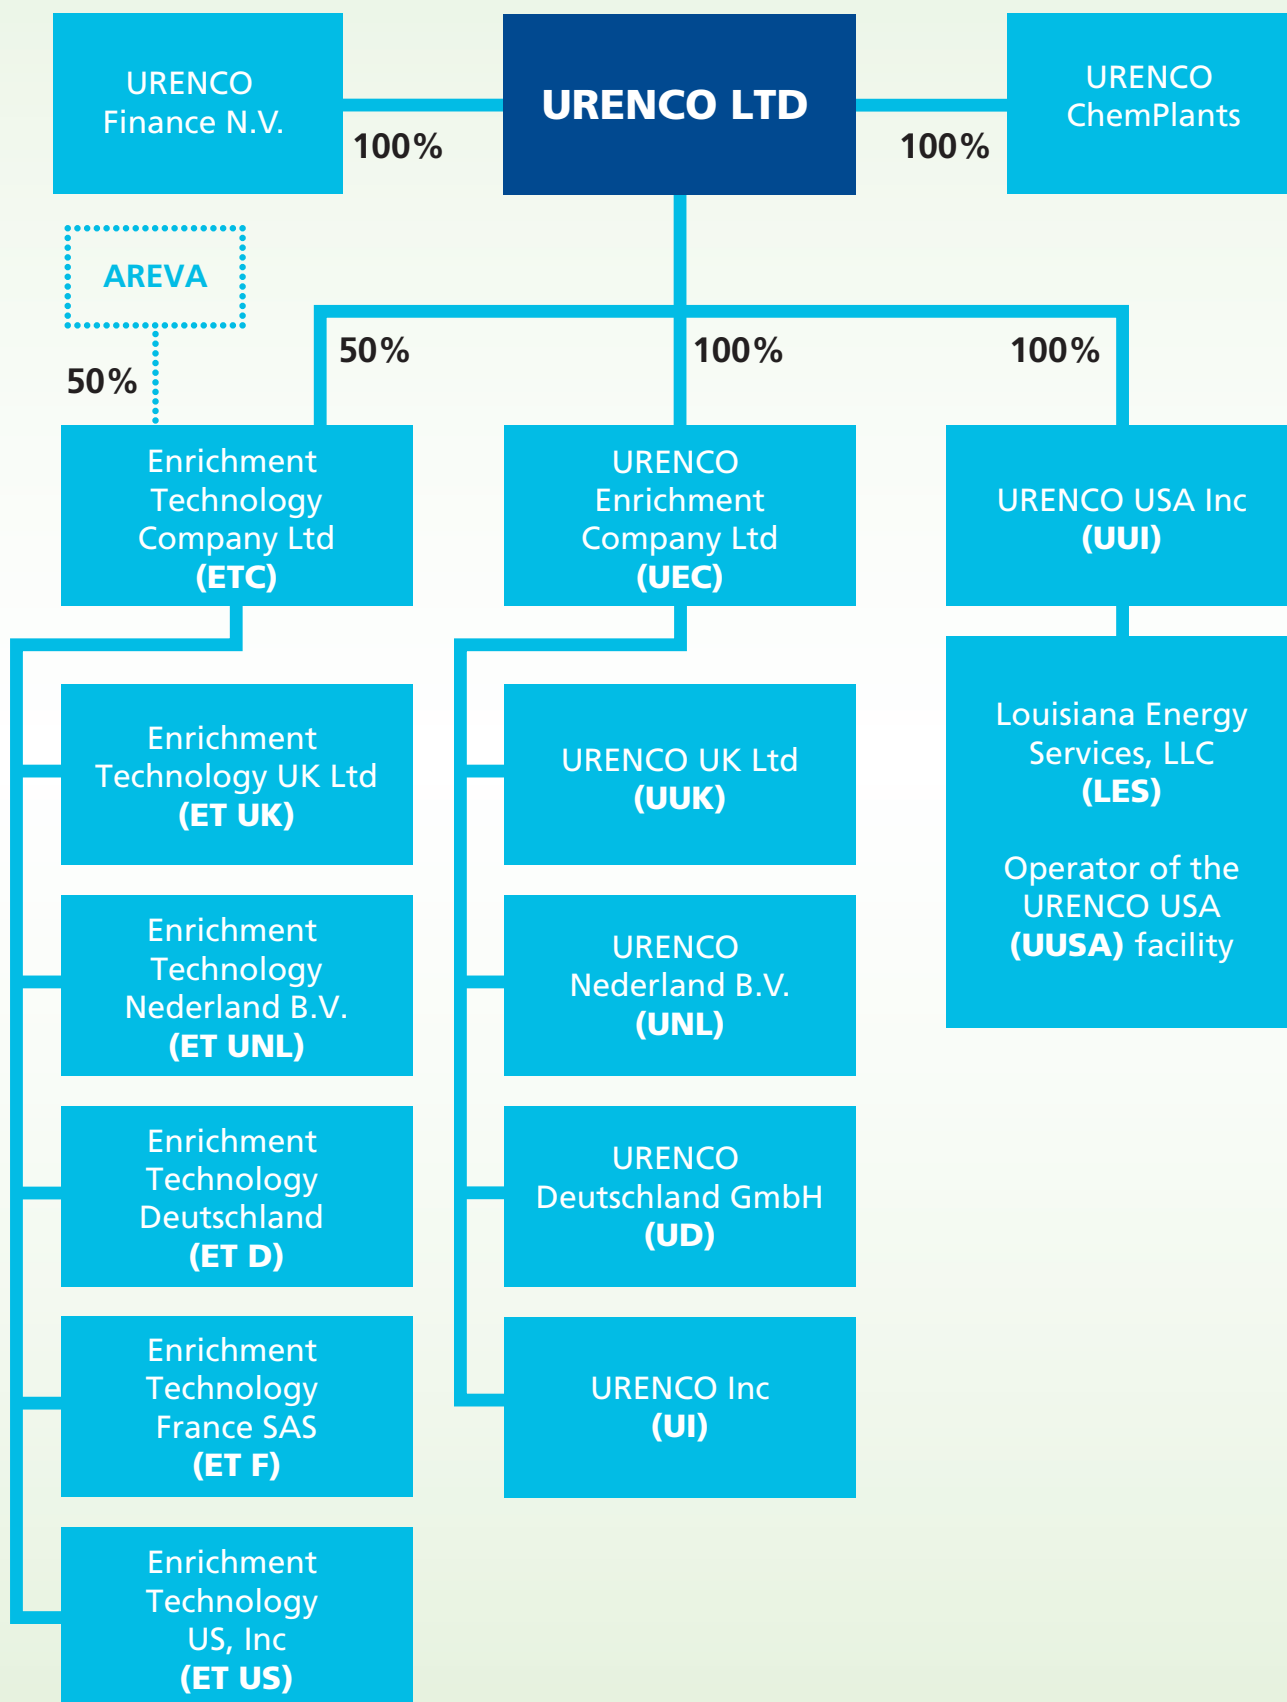 URENCO
Finance N.V.
100%
URENCO LTD
100%
URENCO
ChemPlants
AREVA
50%
50%
100%
100%
Enrichment
Technology
Company Ltd
(ETC)
URENCO
Enrichment
Company Ltd
(UEC)
URENCO USA Inc
(UUI)
Enrichment
Technology UK Ltd
(ET UK)
URENCO UK Ltd
(UUK)
Louisiana Energy
Services, LLC
(LES)
Operator of the
URENCO USA
(UUSA) facility
Enrichment
Technology
Nederland B.V.
(ET UNL)
URENCO
Nederland B.V.
(UNL)
Enrichment
Technology
Deutschland
(ET D)
URENCO
Deutschland GmbH
(UD)
Enrichment
Technology
France SAS
(ET F)
URENCO Inc
(UI)
Enrichment
Technology
US, Inc
(ET US)